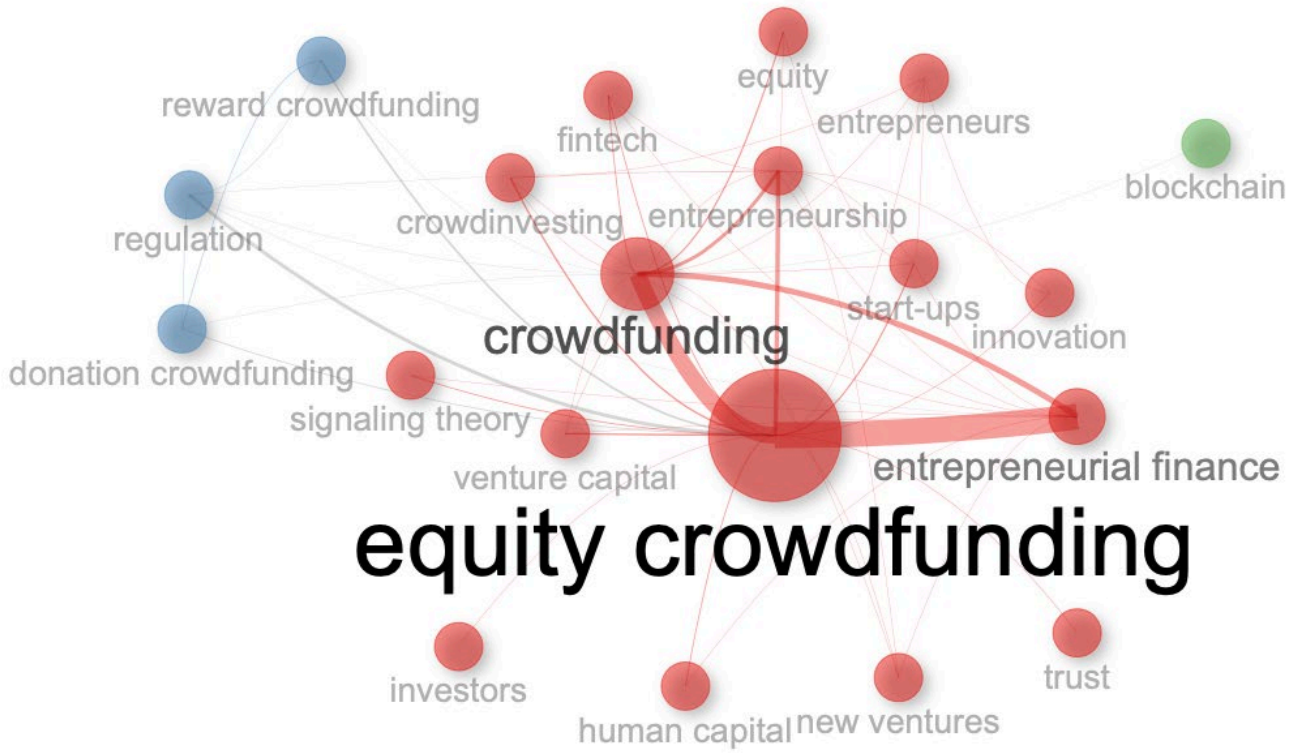 equity
reward crowdfunding
entrepreneurs
fintech
blockchain
crowdinvesting
entrepreneurship
regulation
start-ups
crowdfunding
innovation
donation crowdfunding
signaling theory
entrepreneurial finance
venture capital
equity crowdfunding
investors
trust
human capital
new ventures